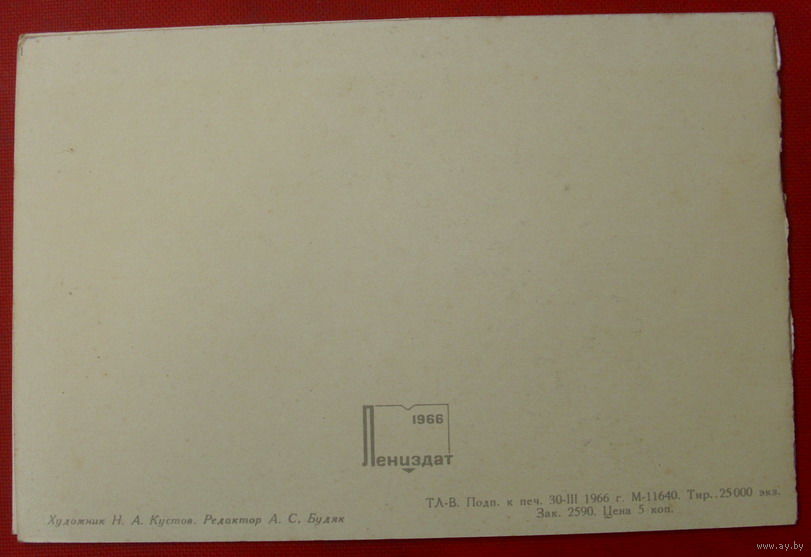 1966
Лениздат
ТЛ-В. Подп. к печ. 30-III 1966 г. М-11640. Тир. 25000 экз.
Зак. 2590. Цена 5 коп.
Художник Н. А. Кустов. Редактор А. С. Будяк
www.ay.by